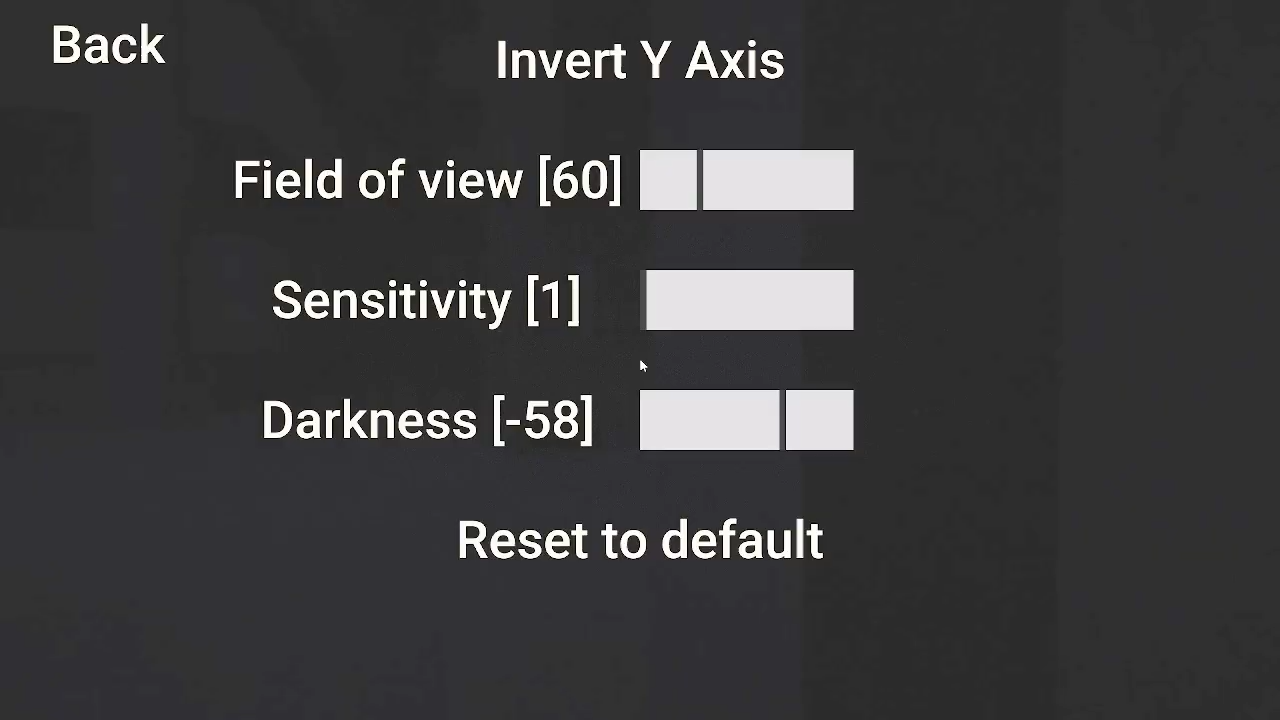 Back
Invert Y Axis
Field of view [60]
Sensitivity [1]
Darkness [-58]
Reset to default